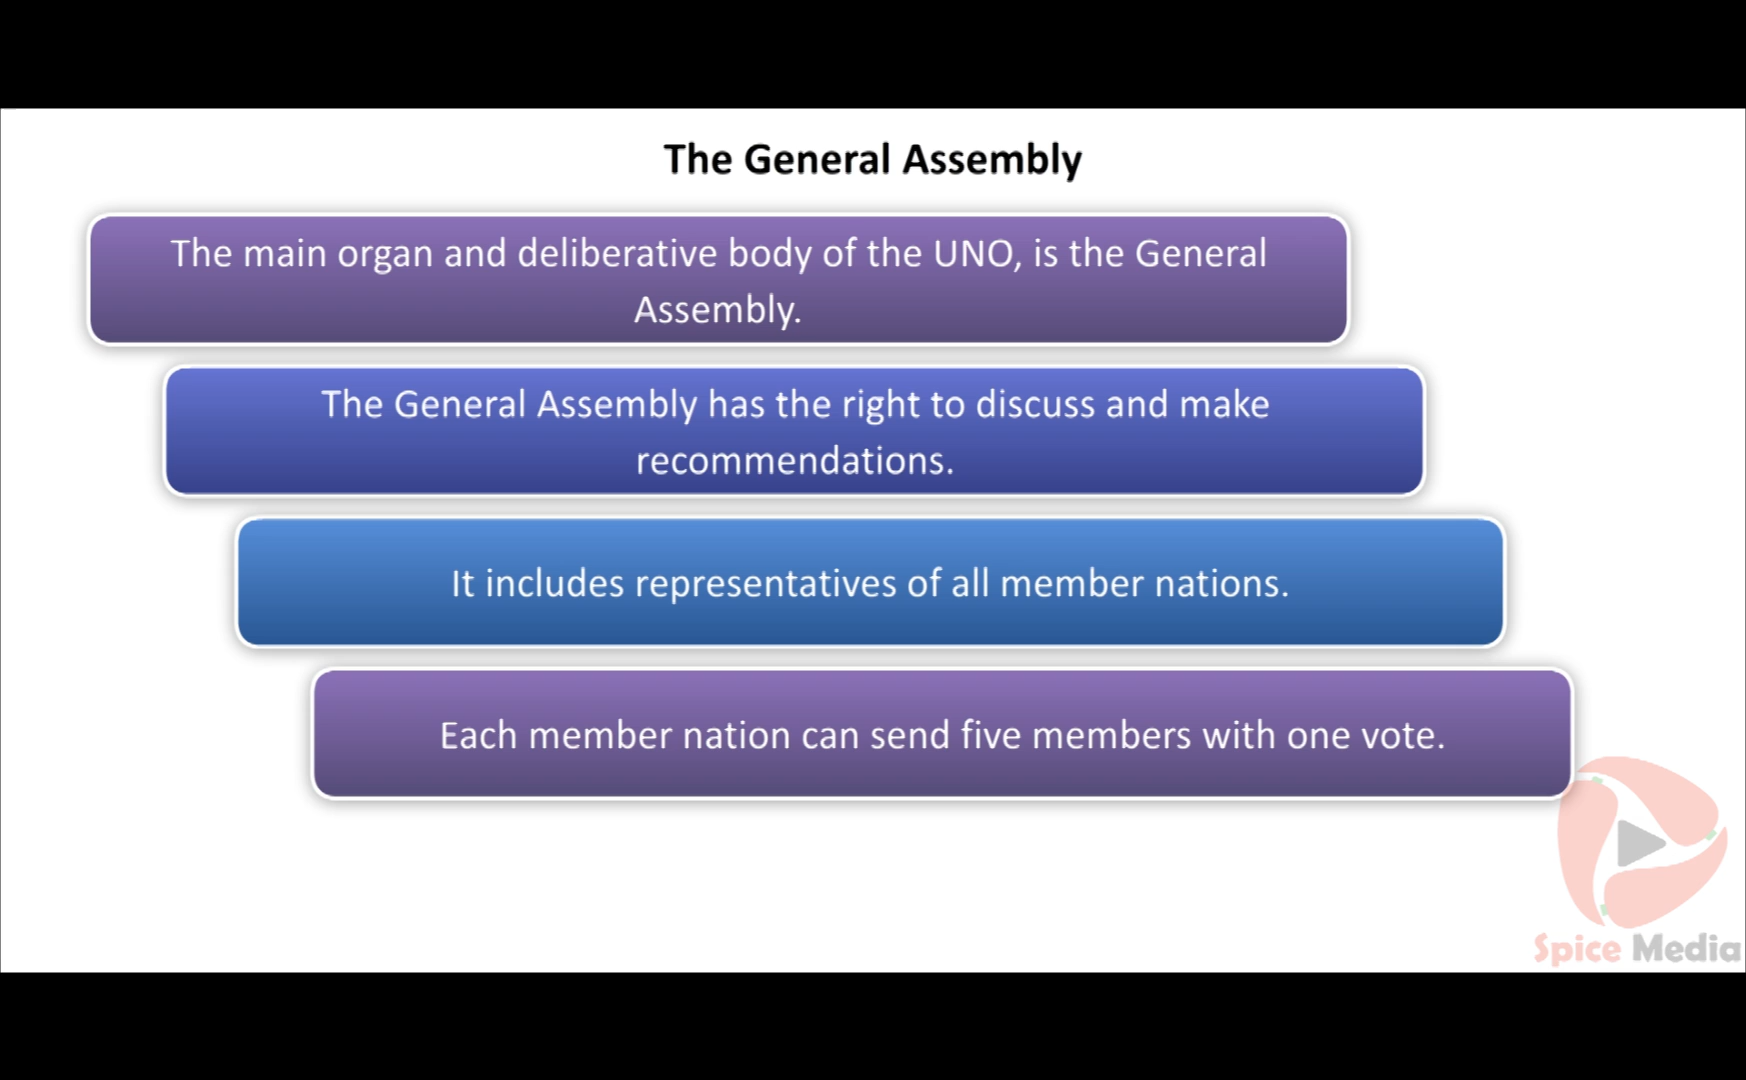 The General Assembly
The main organ and deliberative body of the UNO, is the General
Assembly.
The General Assembly has the right to discuss and make
recommendations.
It includes representatives of all member nations.
Each member nation can send five members with one vote.
Spice Media